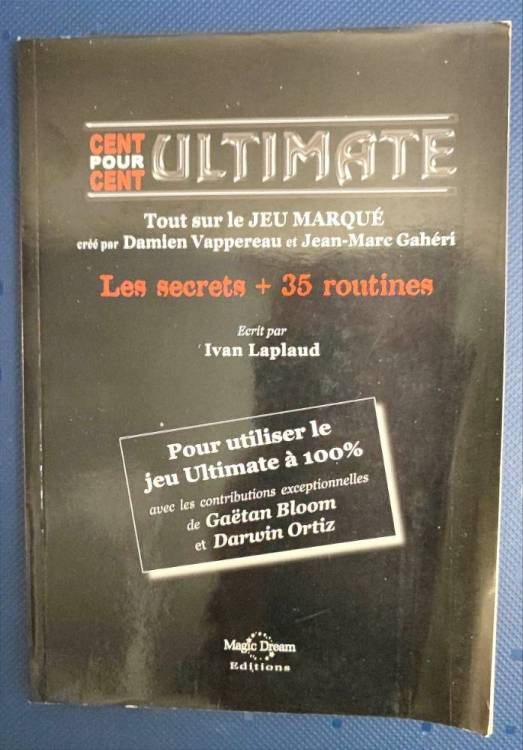 CENT
POUR
CENT
ULTIMATE
Tout sur le JEU MARQUÉ
créé par Damien Vappereau et Jean-Marc Gahéri
Les secrets + 35 routines
Ecrit par
Ivan Laplaud
Pour utiliser le
jeu Ultimate à 100%
avec les contributions exceptionnelles
de Gaëtan Bloom
et Darwin Ortiz
Magic Dream
Editions